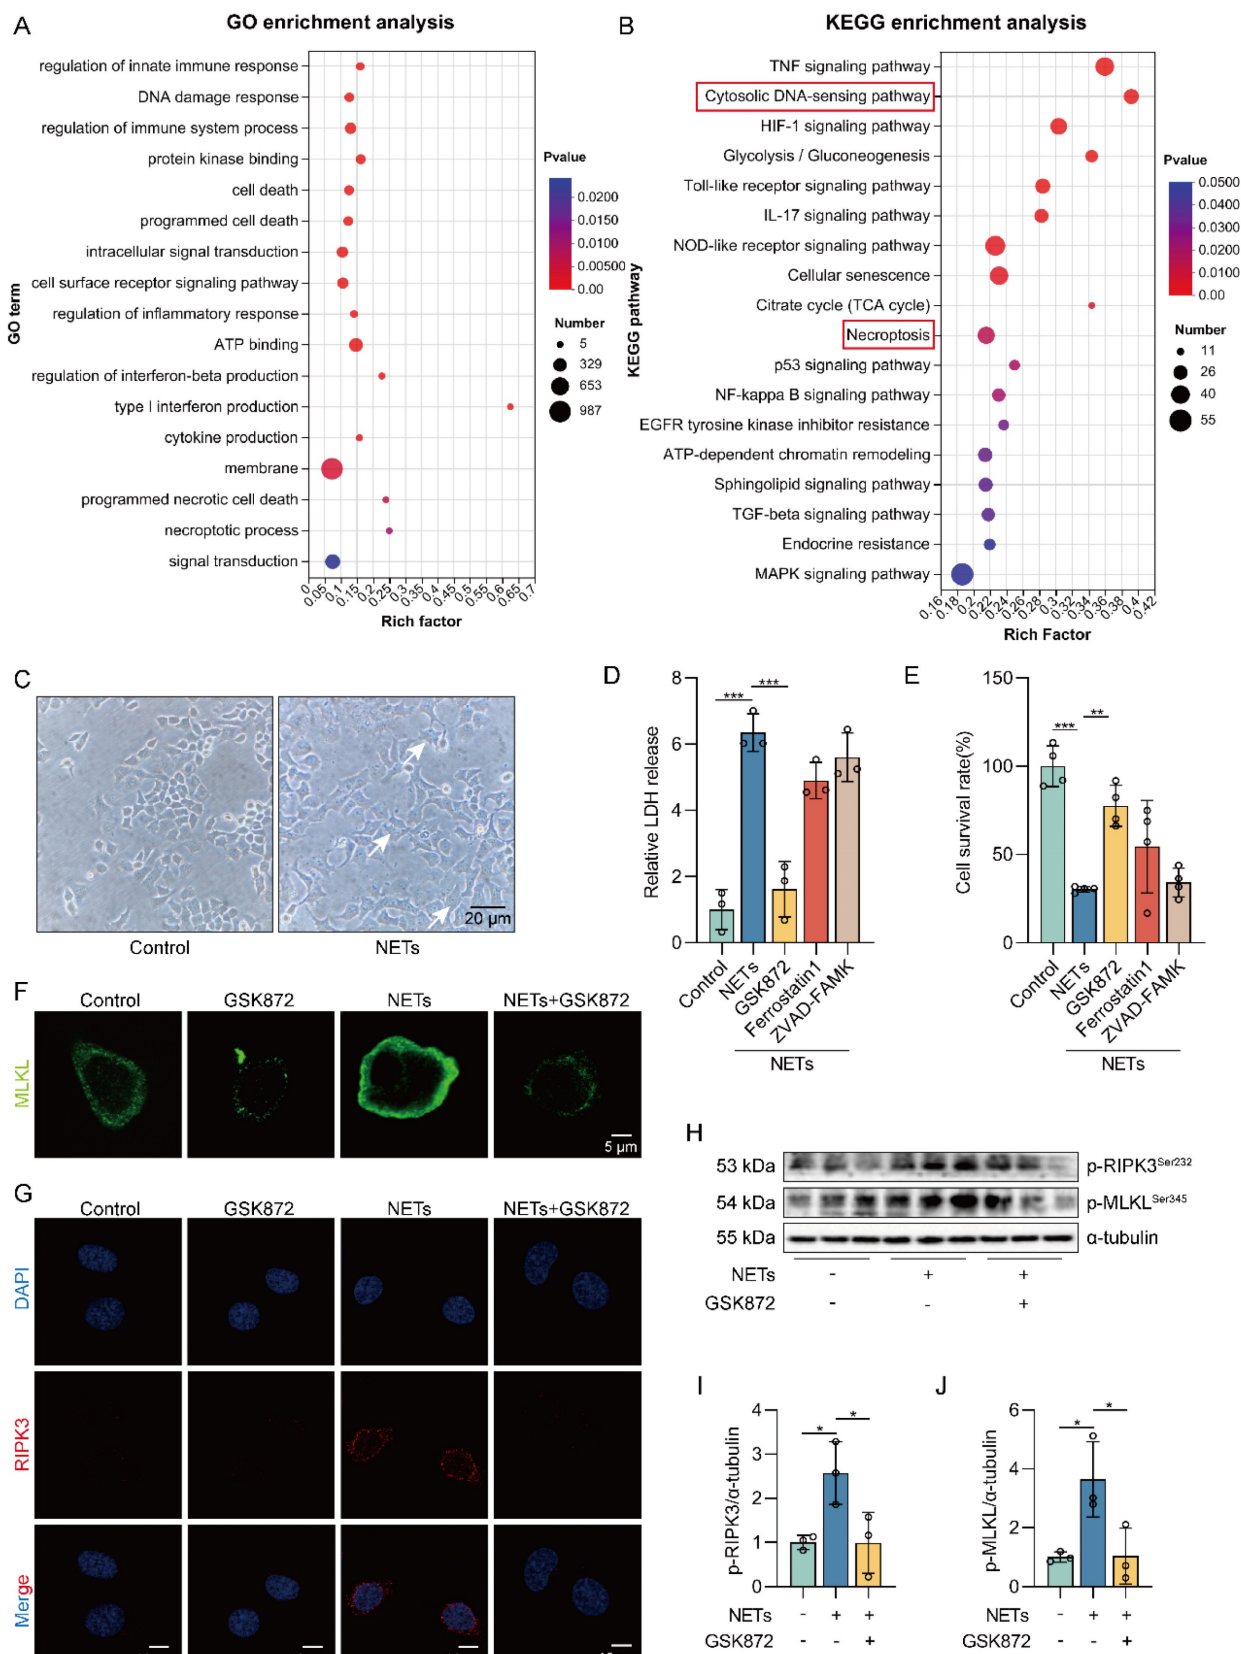 A
GO enrichment analysis
GO term
regulation of innate immune response
DNA damage response
regulation of immune system process
protein kinase binding
cell death
programmed cell death
intracellular signal transduction
cell surface receptor signaling pathway
regulation of inflammatory response
ATP binding
regulation of interferon-beta production
type I interferon production
cytokine production
membrane
programmed necrotic cell death
necroptotic process
signal transduction
0 0.05 0.1 0.15 0.2 0.25 0.3 0.35 0.4 0.45 0.5 0.55 0.6 0.65 0.7
Rich factor
Pvalue
0.0200
0.0150
0.0100
0.00500
0.00
Number
5
329
653
987
B
KEGG enrichment analysis
KEGG pathway
TNF signaling pathway
Cytosolic DNA-sensing pathway
HIF-1 signaling pathway
Glycolysis / Gluconeogenesis
Toll-like receptor signaling pathway
IL-17 signaling pathway
NOD-like receptor signaling pathway
Cellular senescence
Citrate cycle (TCA cycle)
Necroptosis
p53 signaling pathway
NF-kappa B signaling pathway
EGFR tyrosine kinase inhibitor resistance
ATP-dependent chromatin remodeling
Sphingolipid signaling pathway
TGF-beta signaling pathway
Endocrine resistance
MAPK signaling pathway
0.16 0.18 0.2 0.22 0.24 0.26 0.28 0.3 0.32 0.34 0.36 0.38 0.4 0.42
Rich Factor
Pvalue
0.0500
0.0400
0.0300
0.0200
0.0100
0.00
Number
11
26
40
55
C
20 µm
Control NETs
D
Relative LDH release
8
6
4
2
0
*** ***
Control NETs GSK872 Ferrostatin1 ZVAD-FAMK
NETs
E
Cell survival rate(%)
150
100
50
0
*** **
Control NETs GSK872 Ferrostatin1 ZVAD-FAMK
NETs
F
Control GSK872 NETs NETs+GSK872
MLKL
5 µm
G
Control GSK872 NETs NETs+GSK872
DAPI
RIPK3
Merge
H
53 kDa p-RIPK3Ser232
54 kDa p-MLKLSer345
55 kDa α-tubulin
NETs - + +
GSK872 - - +
I
p-RIPK3/α-tubulin
4
3
2
1
0
* *
NETs - + +
GSK872 - - +
J
p-MLKL/α-tubulin
6
4
2
0
* *
NETs - + +
GSK872 - - +